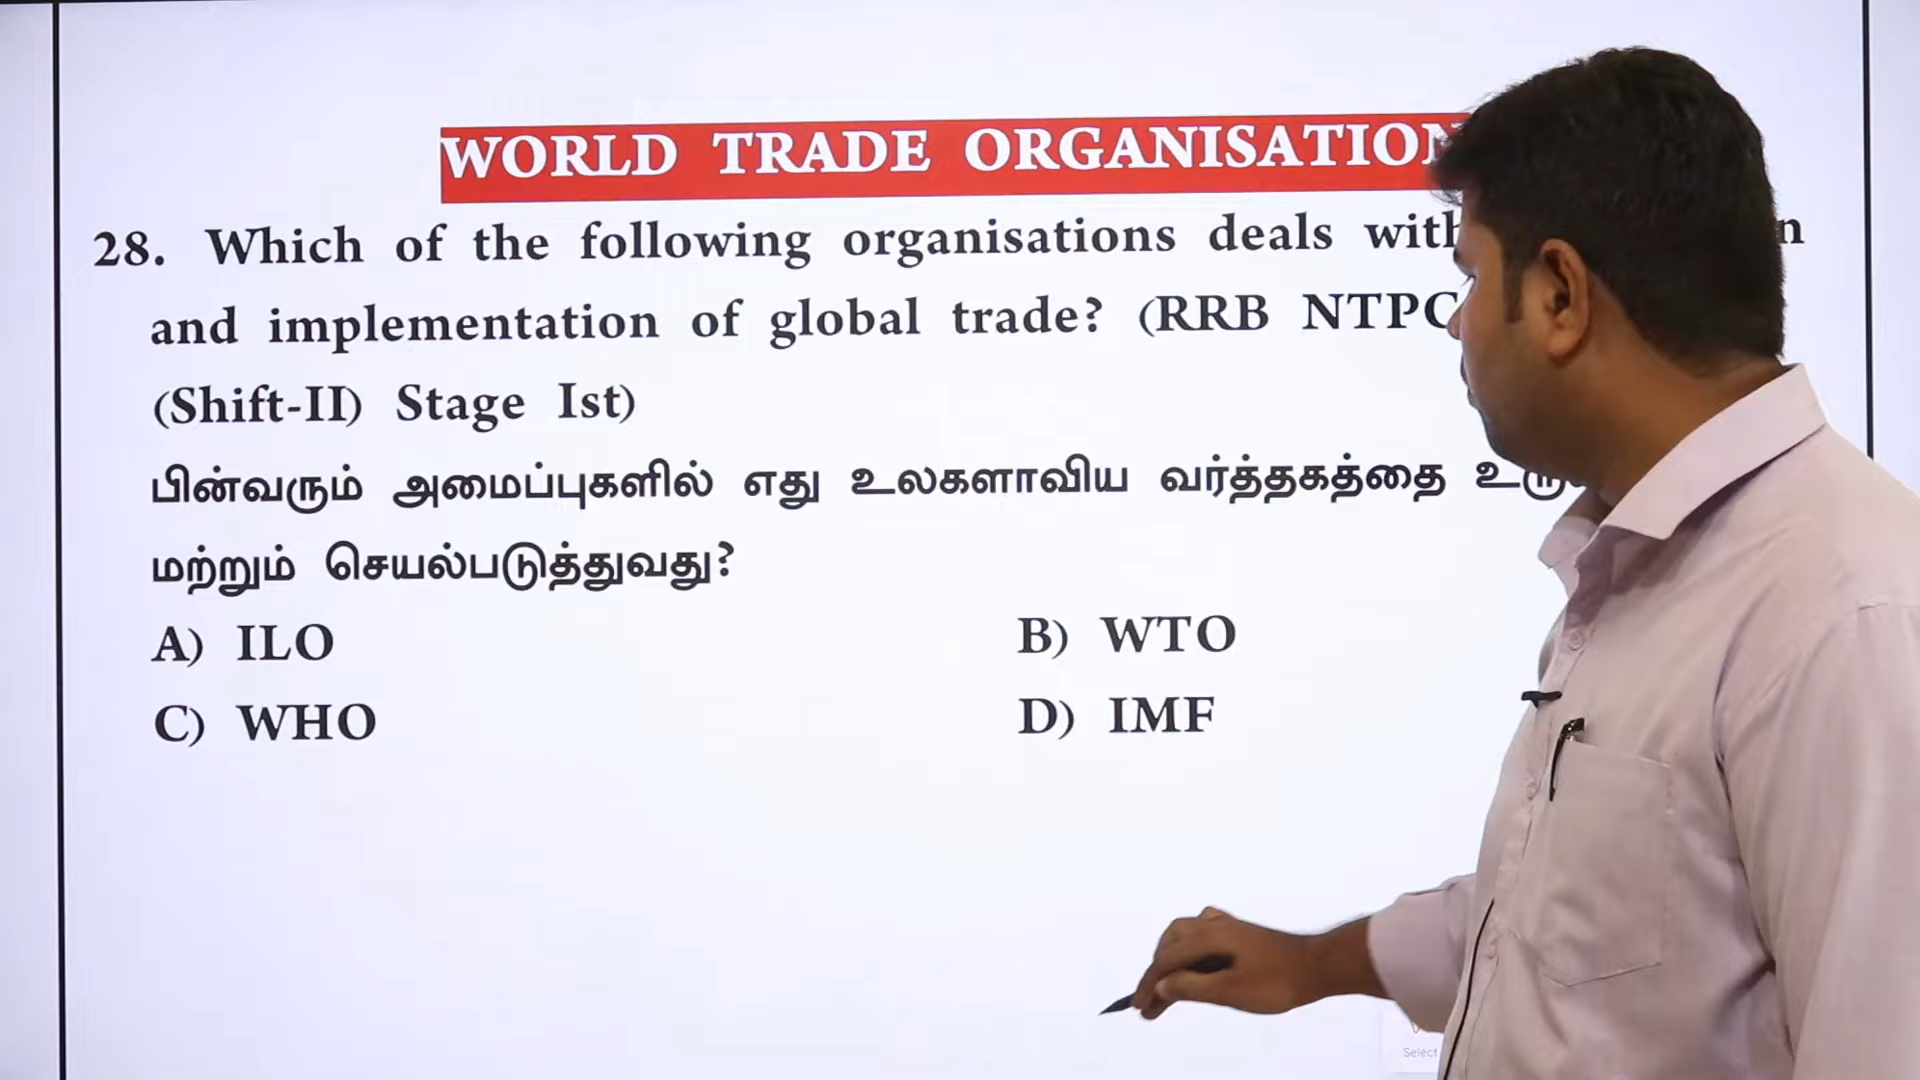 WORLD TRADE ORGANISATION
28. Which of the following organisations deals with
and implementation of global trade? (RRB NTPC
(Shift-II) Stage Ist)
பின்வரும் அமைப்புகளில் எது உலகளாவிய வர்த்தகத்தை
மற்றும் செயல்படுத்துவது?
A) ILO B) WTO
C) WHO D) IMF
Select